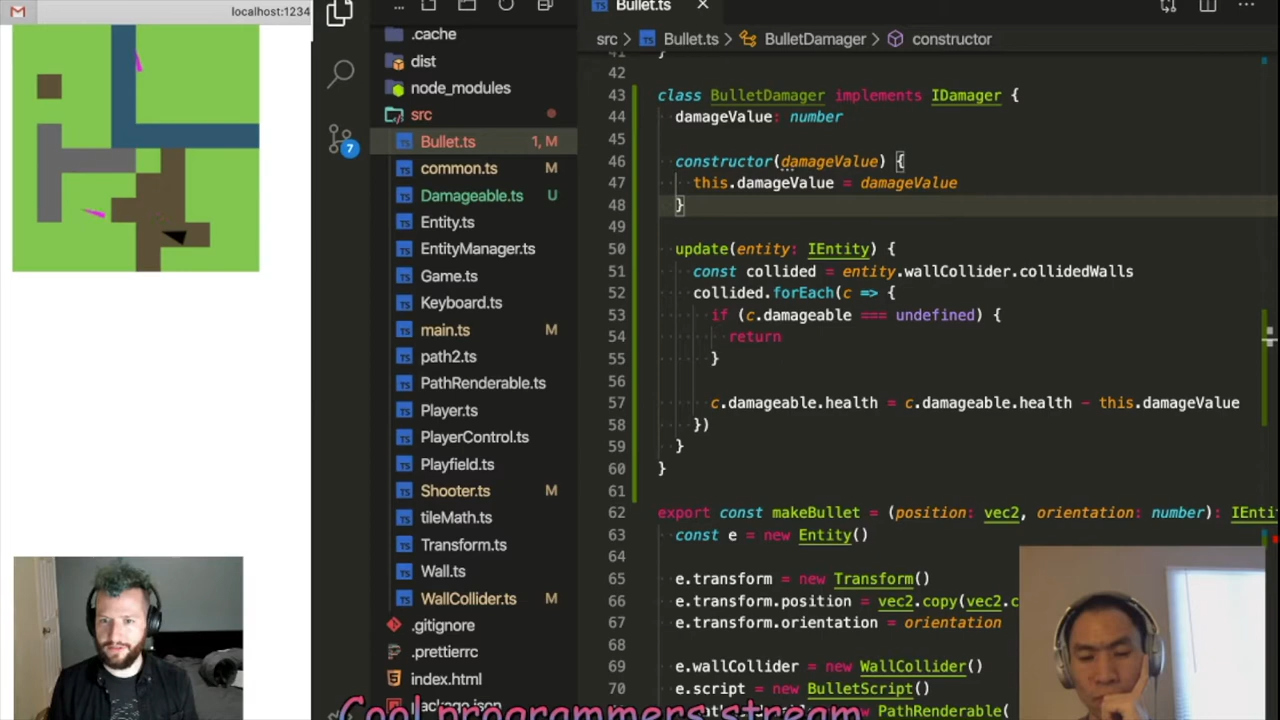 localhost:1234
...
Bullet.ts
src > Bullet.ts > BulletDamager > constructor
.cache
dist
node_modules
src
Bullet.ts 1, M
common.ts M
Damageable.ts U
Entity.ts
EntityManager.ts
Game.ts
Keyboard.ts
main.ts M
path2.ts
PathRenderable.ts
Player.ts
PlayerControl.ts
Playfield.ts
Shooter.ts M
tileMath.ts
Transform.ts
Wall.ts
WallCollider.ts M
.gitignore
.prettierrc
index.html
package.json
7
42
43 class BulletDamager implements IDamager {
44 damageValue: number
45
46 constructor(damageValue) {
47 this.damageValue = damageValue
48 }
49
50 update(entity: IEntity) {
51 const collided = entity.wallCollider.collidedWalls
52 collided.forEach(c => {
53 if (c.damageable === undefined) {
54 return
55 }
56
57 c.damageable.health = c.damageable.health - this.damageValue
58 })
59 }
60 }
61
62 export const makeBullet = (position: vec2, orientation: number): IEnti
63 const e = new Entity()
64
65 e.transform = new Transform()
66 e.transform.position = vec2.copy(vec2.c
67 e.transform.orientation = orientation
68
69 e.wallCollider = new WallCollider()
70 e.script = new BulletScript()
PathRenderable(
Cool programmers stream